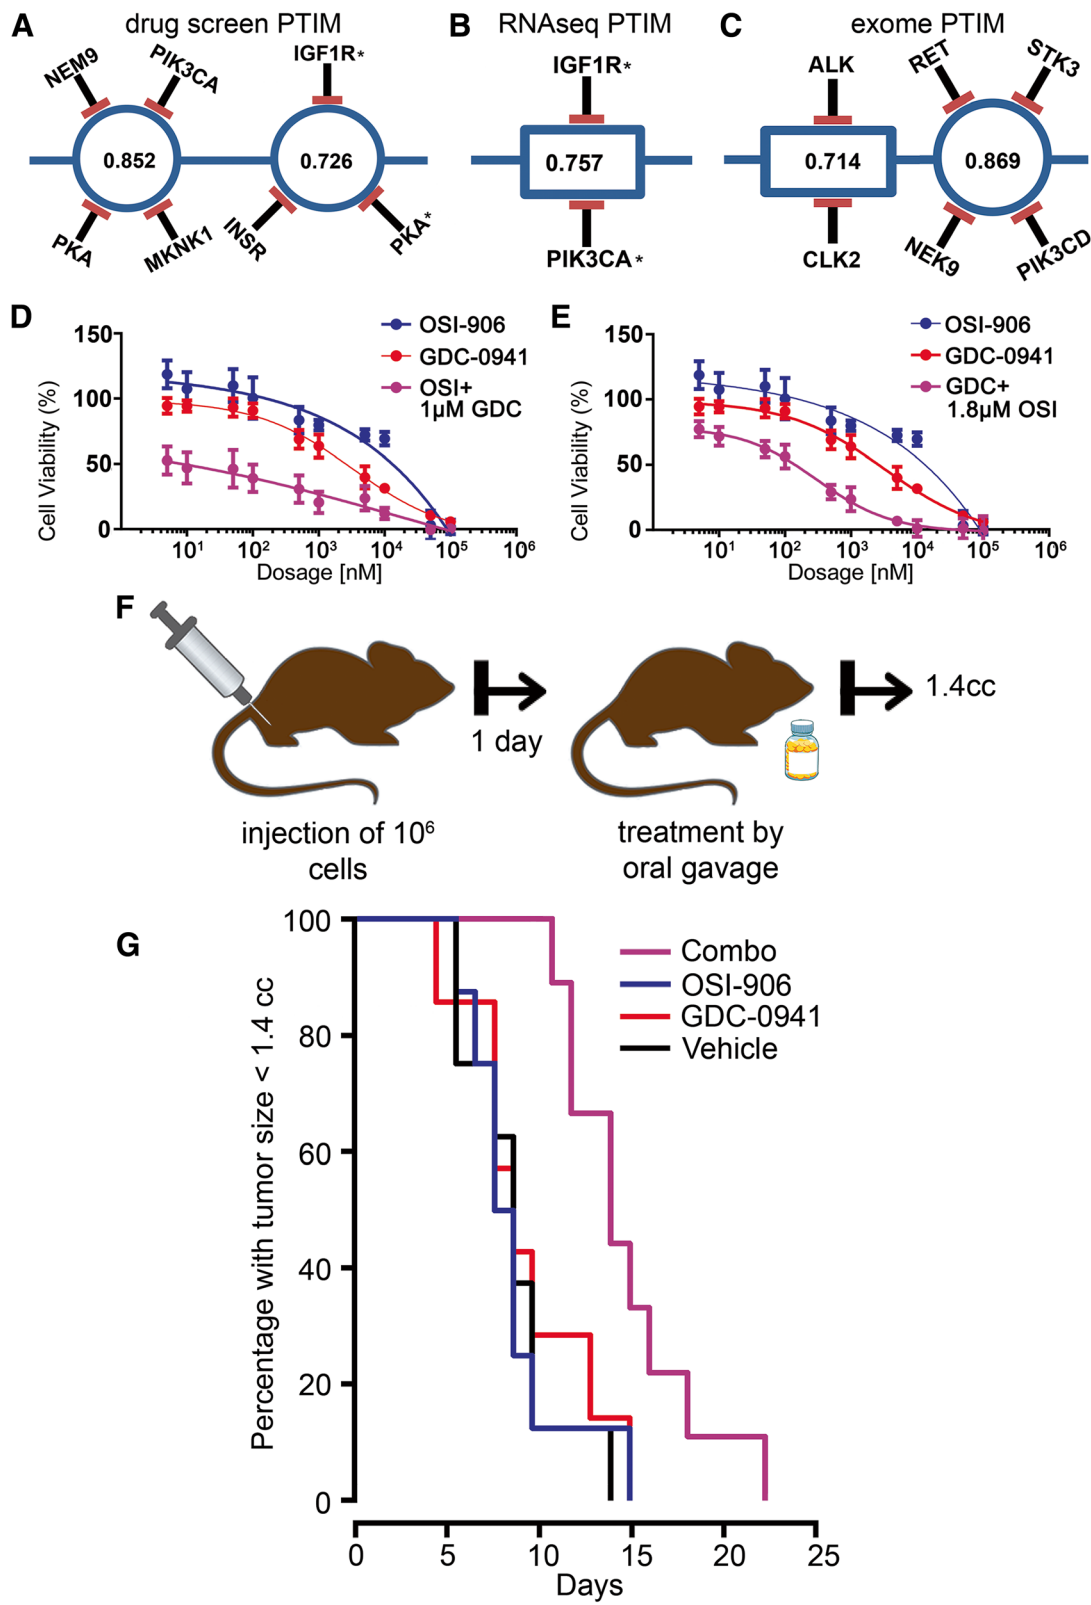 A drug screen PTIM
NEM9
PIK3CA
IGF1R*
0.852
0.726
PKA
MKNK1
INSR
PKA*
B RNAseq PTIM
IGF1R*
0.757
PIK3CA*
C exome PTIM
ALK
RET
STK3
0.714
0.869
CLK2
NEK9
PIK3CD
D
150
100
50
0
Cell Viability (%)
OSI-906
GDC-0941
OSI+
1µM GDC
10¹ 10² 10³ 10⁴ 10⁵ 10⁶
Dosage [nM]
E
150
100
50
0
Cell Viability (%)
OSI-906
GDC-0941
GDC+
1.8µM OSI
10¹ 10² 10³ 10⁴ 10⁵ 10⁶
Dosage [nM]
F
1 day
1.4cc
injection of 10⁶
cells
treatment by
oral gavage
G
Percentage with tumor size < 1.4 cc
100
80
60
40
20
0
Combo
OSI-906
GDC-0941
Vehicle
0 5 10 15 20 25
Days